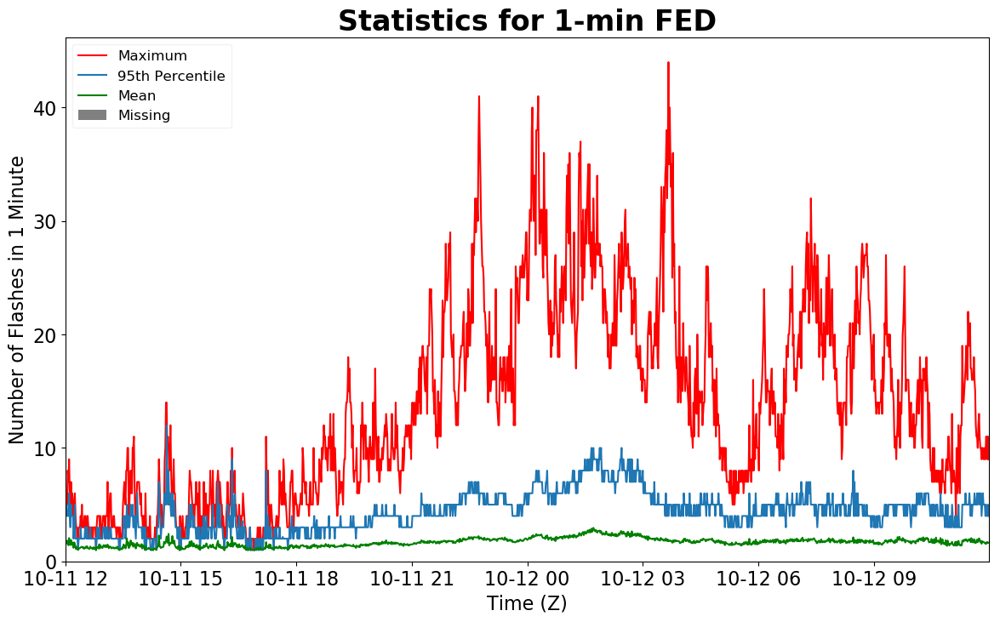 Statistics for 1-min FED
Maximum
95th Percentile
Mean
Missing
Number of Flashes in 1 Minute
40
30
20
10
0
10-11 12 10-11 15 10-11 18 10-11 21 10-12 00 10-12 03 10-12 06 10-12 09
Time (Z)